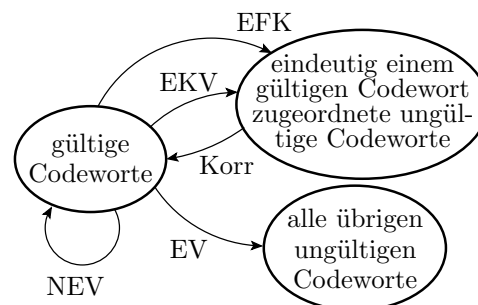 EFK
eindeutig einem
gültigen Codewort
zugeordnete ungül-
tige Codeworte
EKV
gültige
Codeworte
Korr
alle übrigen
ungültigen
Codeworte
EV
NEV